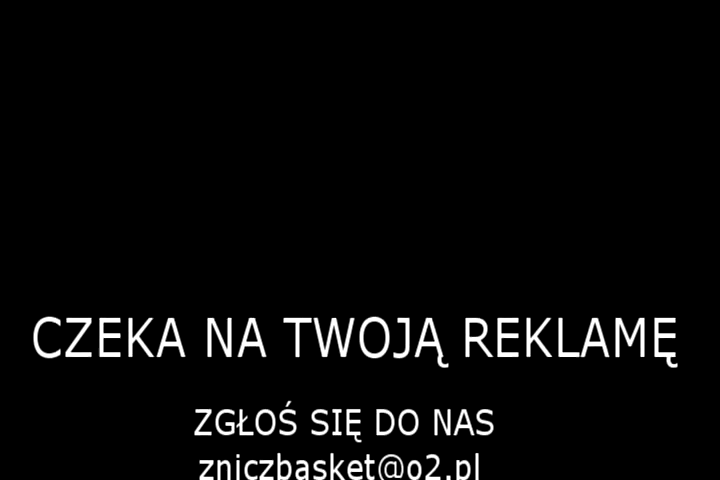 CZEKA NA TWOJĄ REKLAMĘ
ZGŁOŚ SIĘ DO NAS
zniczbasket@o2.pl